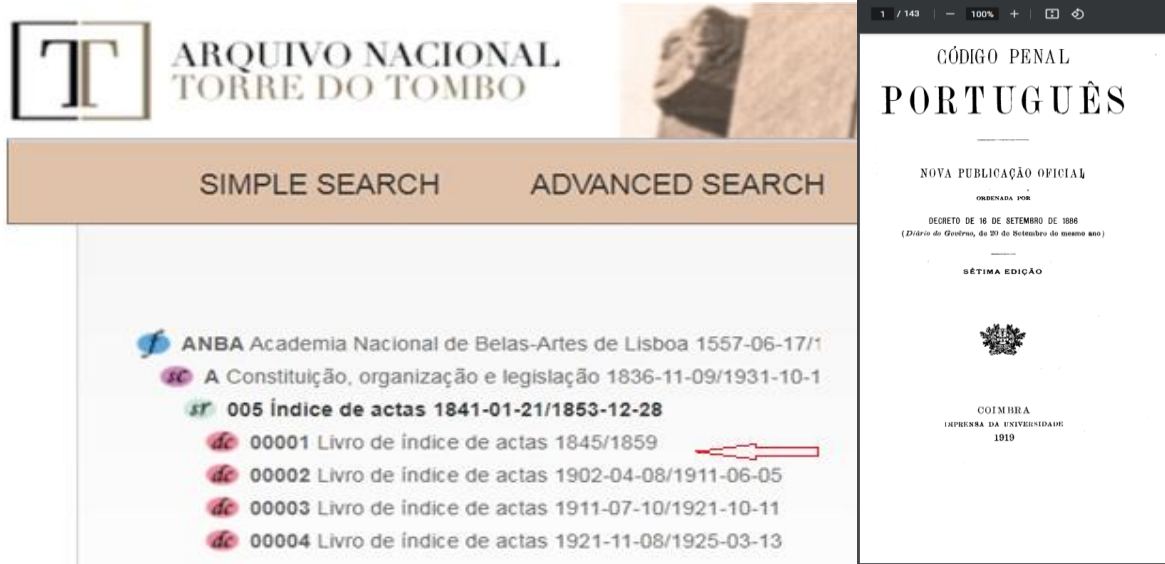 ARQUIVO NACIONAL
TORRE DO TOMBO
SIMPLE SEARCH ADVANCED SEARCH
f ANBA Academia Nacional de Belas-Artes de Lisboa 1557-06-17/1
sc A Constituição, organização e legislação 1836-11-09/1931-10-1
sr 005 Índice de actas 1841-01-21/1853-12-28
dc 00001 Livro de índice de actas 1845/1859
dc 00002 Livro de índice de actas 1902-04-08/1911-06-05
dc 00003 Livro de índice de actas 1911-07-10/1921-10-11
dc 00004 Livro de índice de actas 1921-11-08/1925-03-13
1 / 143 — 100% +
CÓDIGO PENAL
PORTUGUÊS
NOVA PUBLICAÇÃO OFICIAL
ORDENADA POR
DECRETO DE 16 DE SETEMBRO DE 1886
(Diário do Govêrno, de 20 de Setembro do mesmo ano)
SÉTIMA EDIÇÃO
COIMBRA
IMPRENSA DA UNIVERSIDADE
1919